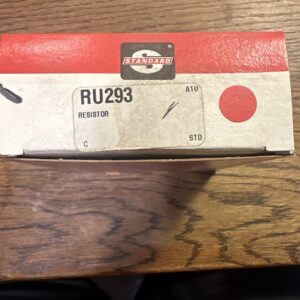 STANDARD
RU293 A1U
RESISTOR
C STD